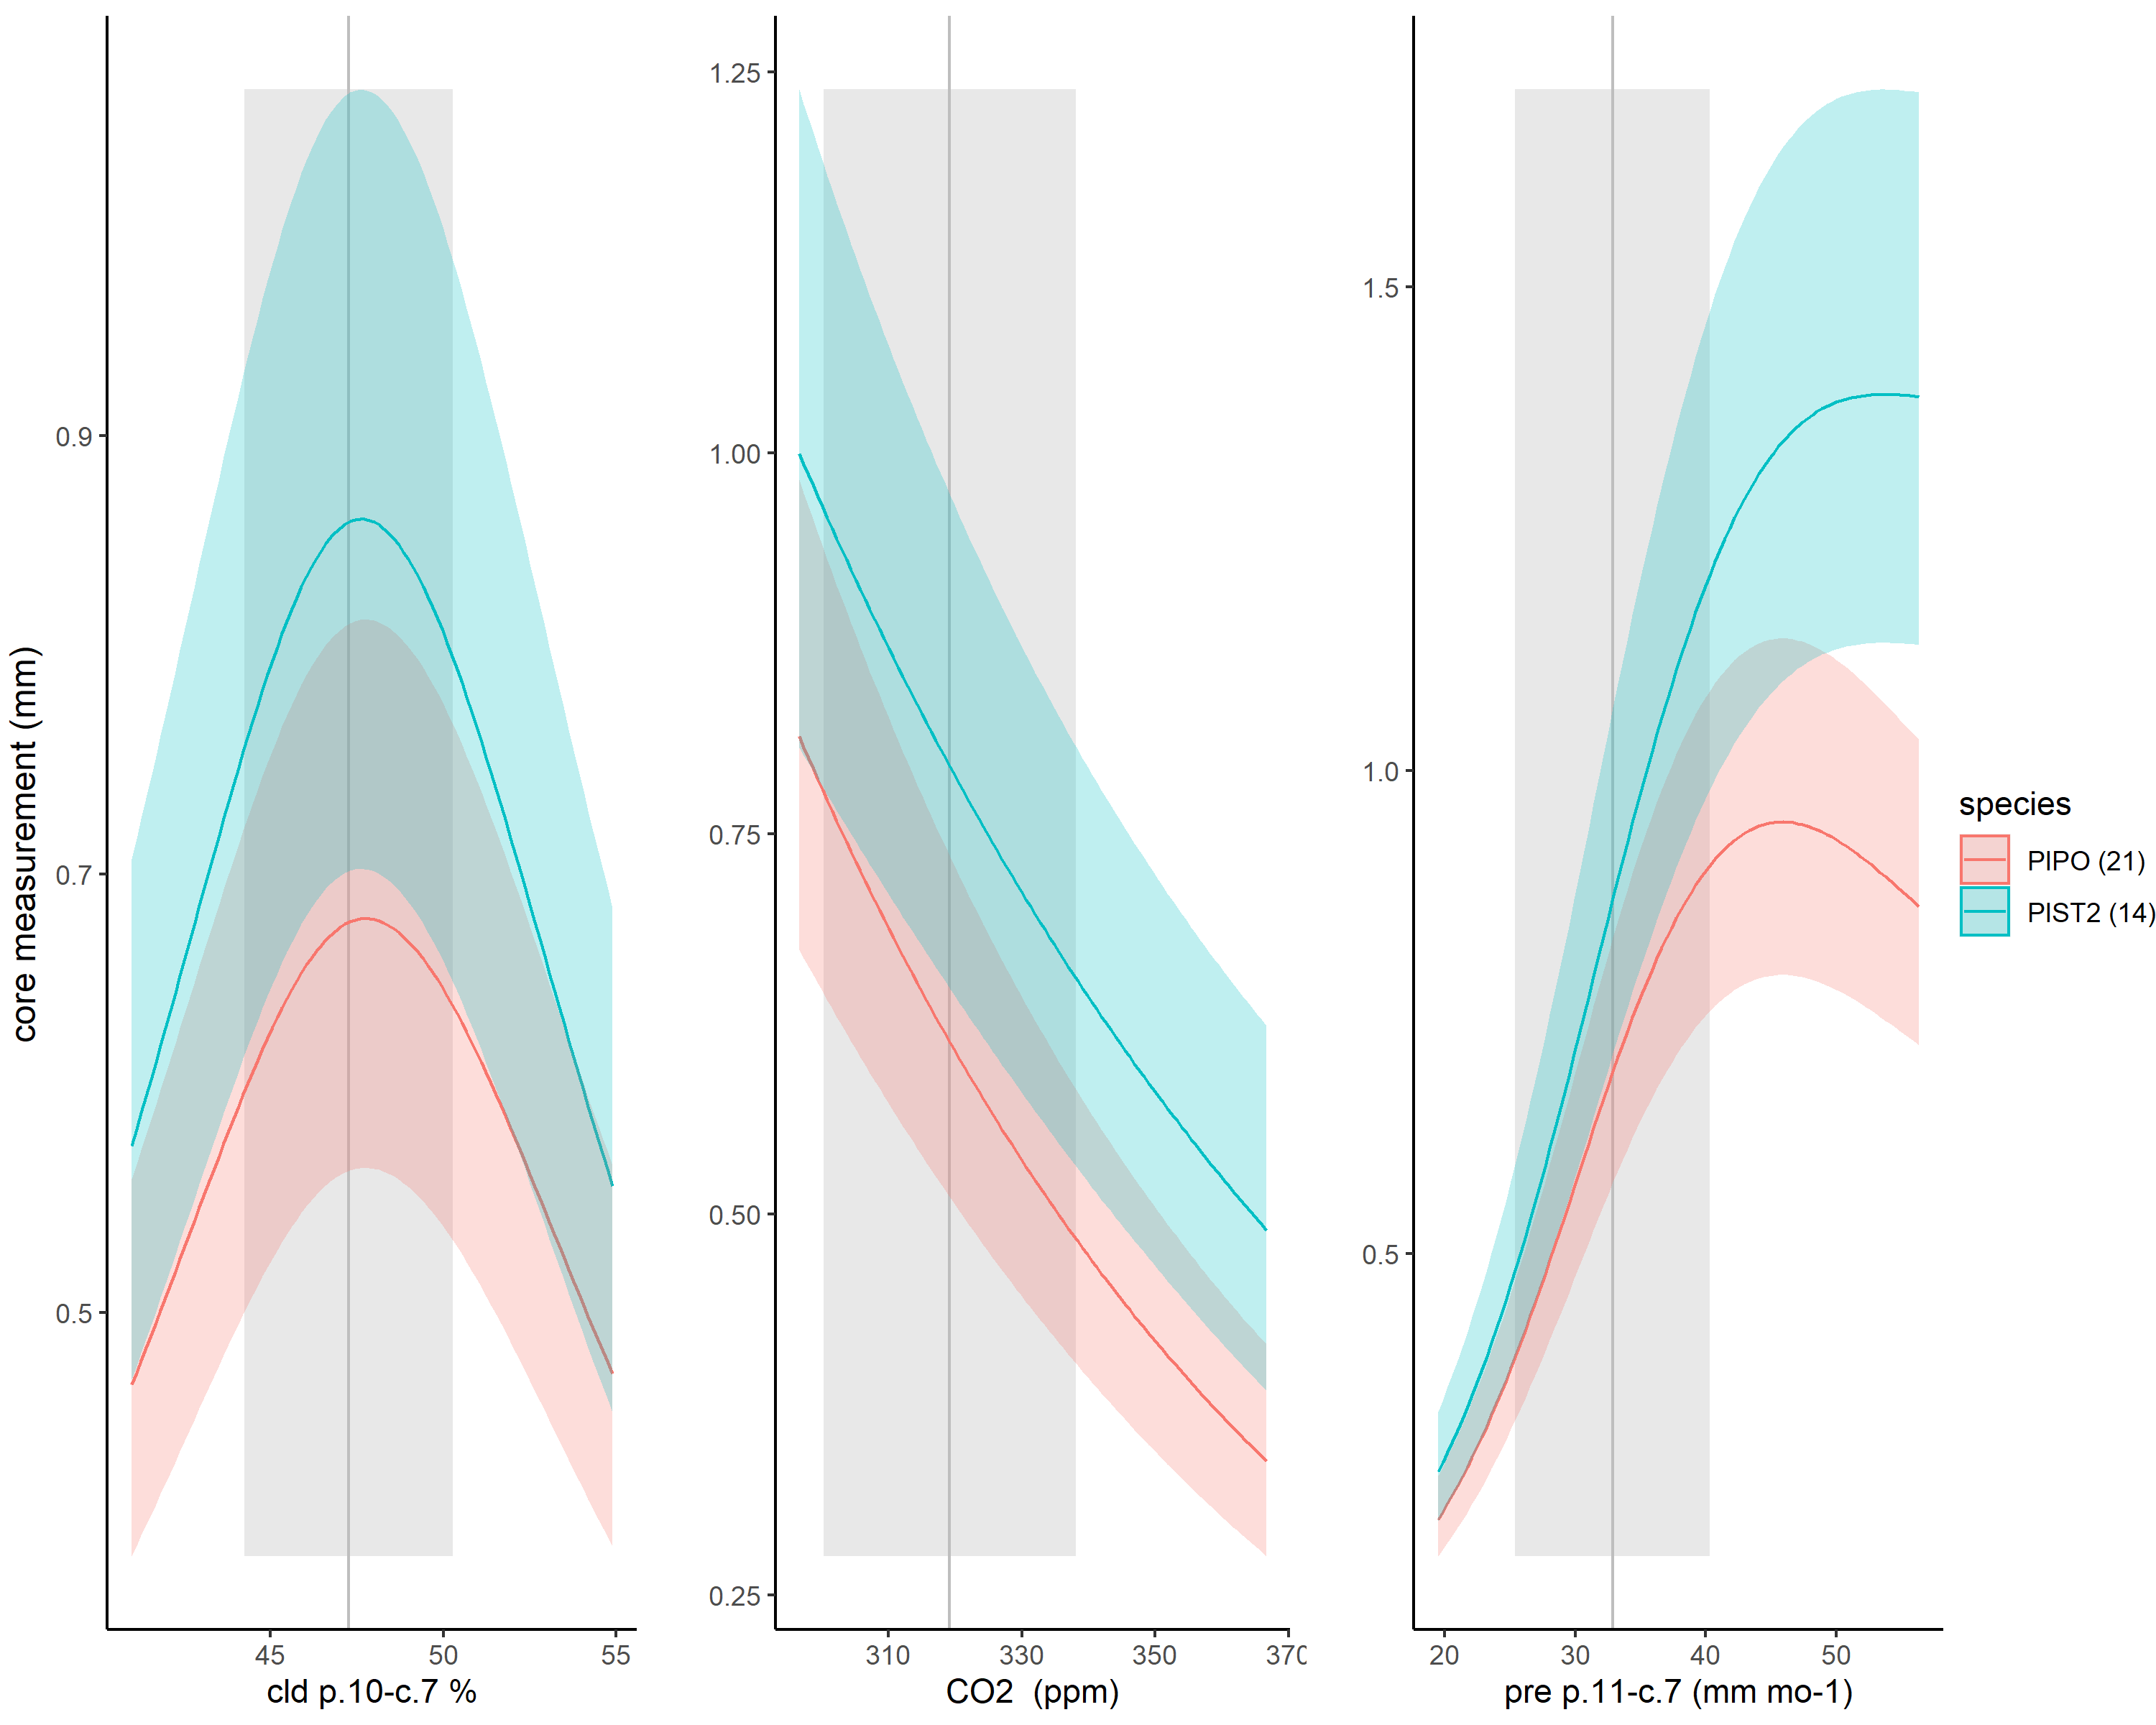 core measurement (mm)
0.9
0.7
0.5
45 50 55
cld p.10-c.7 %
1.25
1.00
0.75
0.50
0.25
310 330 350 370
CO2  (ppm)
1.5
1.0
0.5
20 30 40 50
pre p.11-c.7 (mm mo-1)
species
PIPO (21)
PIST2 (14)